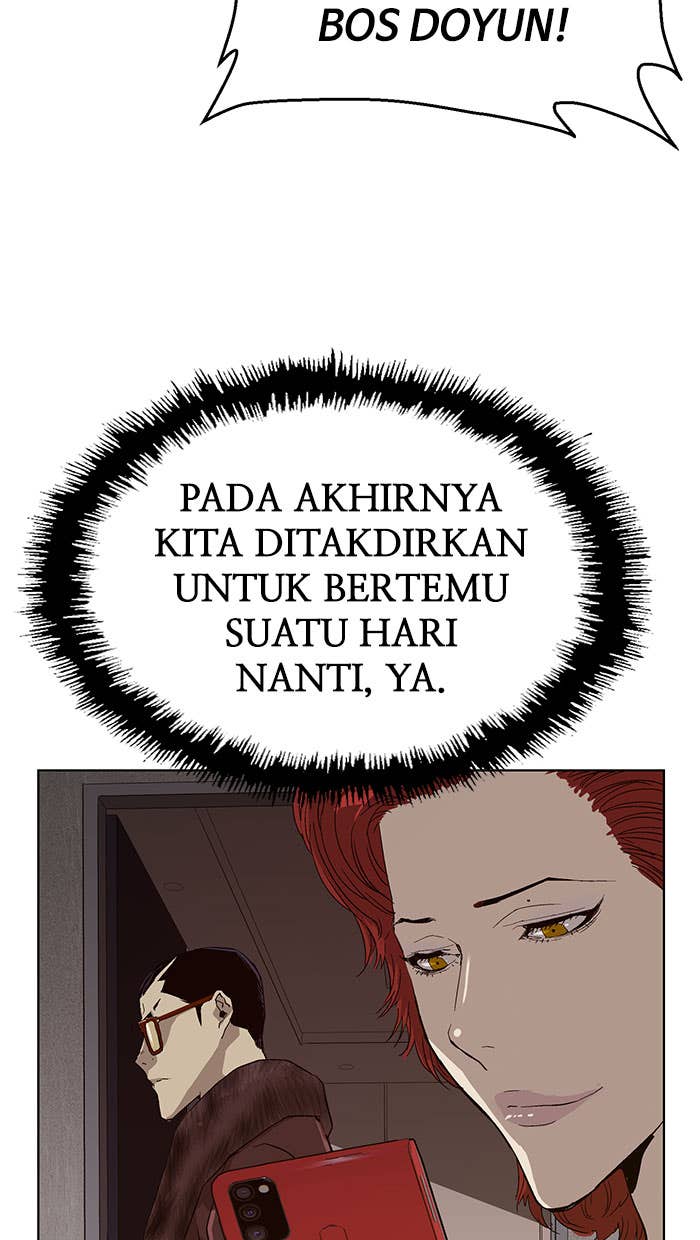 BOS DOYUN!
PADA AKHIRNYA
KITA DITAKDIRKAN
UNTUK BERTEMU
SUATU HARI
NANTI, YA.